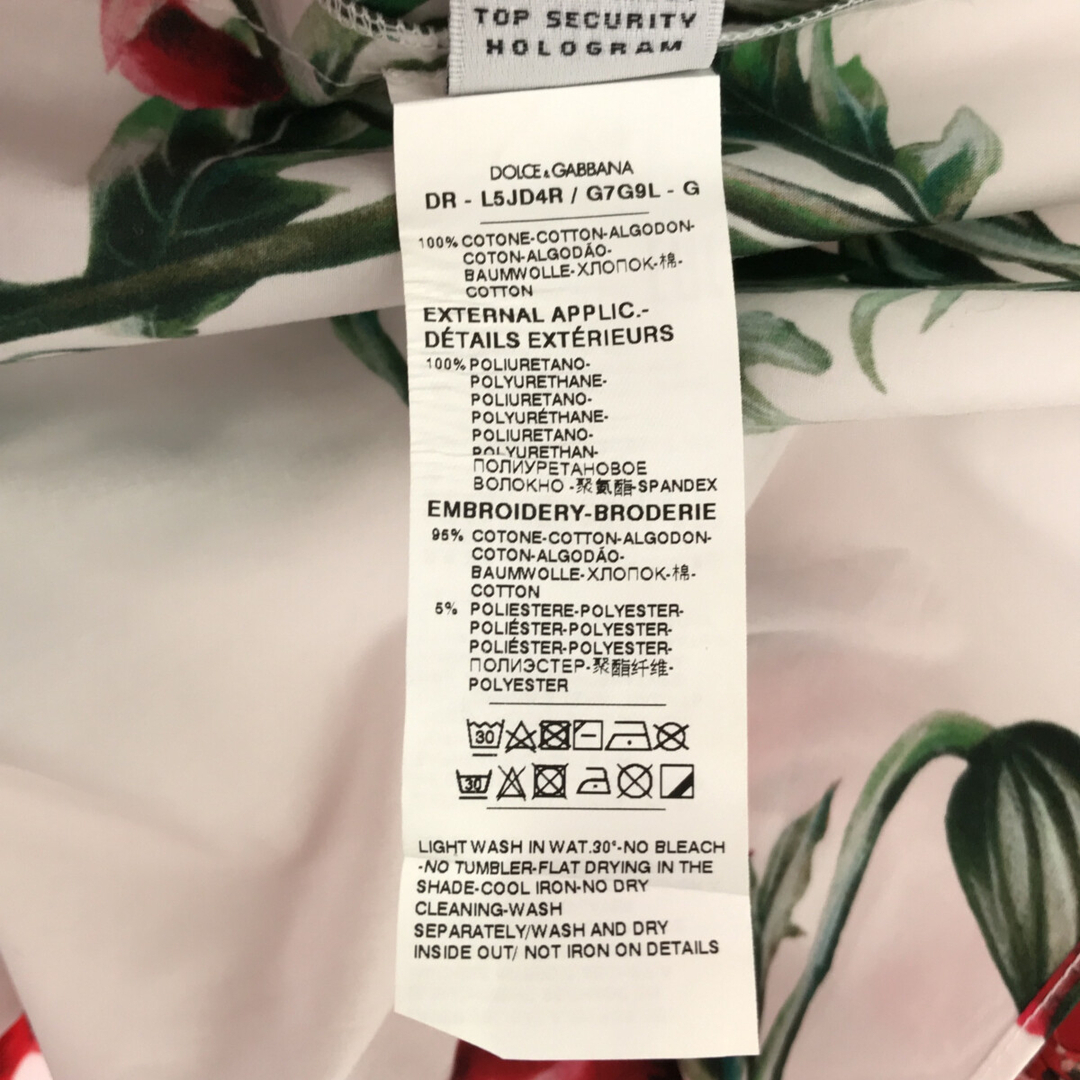 TOP SECURITY
HOLOGRAM
DOLCE&GABBANA
DR - L5JD4R / G7G9L - G
100% COTONE-COTTON-ALGODON-
COTON-ALGODÃO-
BAUMWOLLE-ХЛОПОК-棉-
COTTON
EXTERNAL APPLIC.-
DÉTAILS EXTÉRIEURS
100% POLIURETANO-
POLYURETHANE-
POLIURETANO-
POLYURÉTHANE-
POLIURETANO-
POLYURETHAN-
ПОЛИУРЕТАНОВОЕ
ВОЛОКНО-聚氨酯-SPANDEX
EMBROIDERY-BRODERIE
95% COTONE-COTTON-ALGODON-
COTON-ALGODÃO-
BAUMWOLLE-ХЛОПОК-棉-
COTTON
5% POLIESTERE-POLYESTER-
POLIÉSTER-POLYESTER-
POLIÉSTER-POLYESTER-
ПОЛИЭСТЕР-聚酯纤维-
POLYESTER
30
30
LIGHT WASH IN WAT.30°-NO BLEACH
-NO TUMBLER-FLAT DRYING IN THE
SHADE-COOL IRON-NO DRY
CLEANING-WASH
SEPARATELY/WASH AND DRY
INSIDE OUT/ NOT IRON ON DETAILS